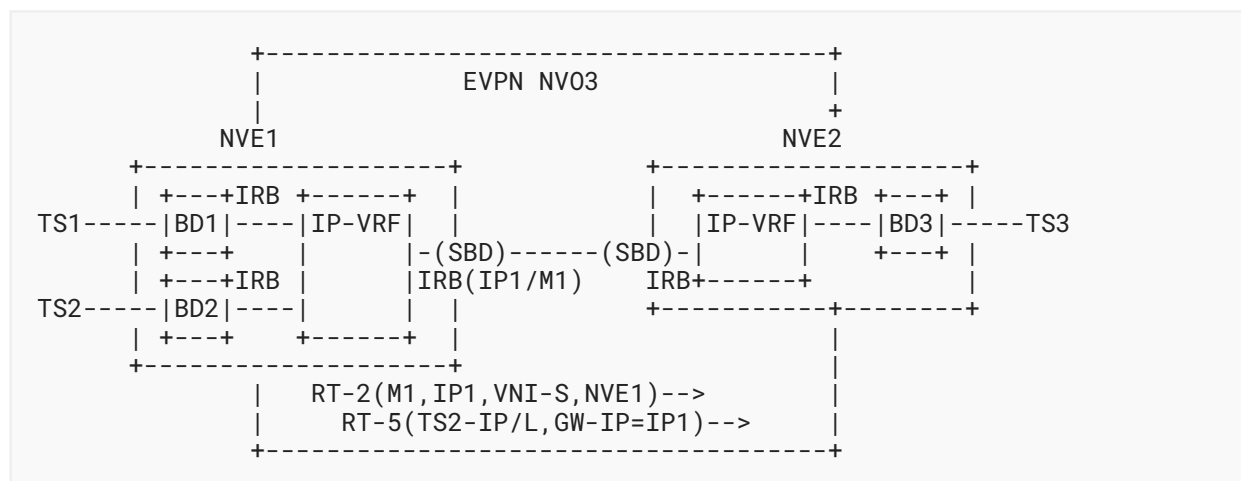 EVPN NVO3
NVE1 NVE2
IRB IRB
TS1 BD1 IP-VRF IP-VRF BD3 TS3
(SBD) (SBD)
IRB IRB(IP1/M1) IRB
TS2 BD2
RT-2(M1,IP1,VNI-S,NVE1)-->
RT-5(TS2-IP/L,GW-IP=IP1)-->